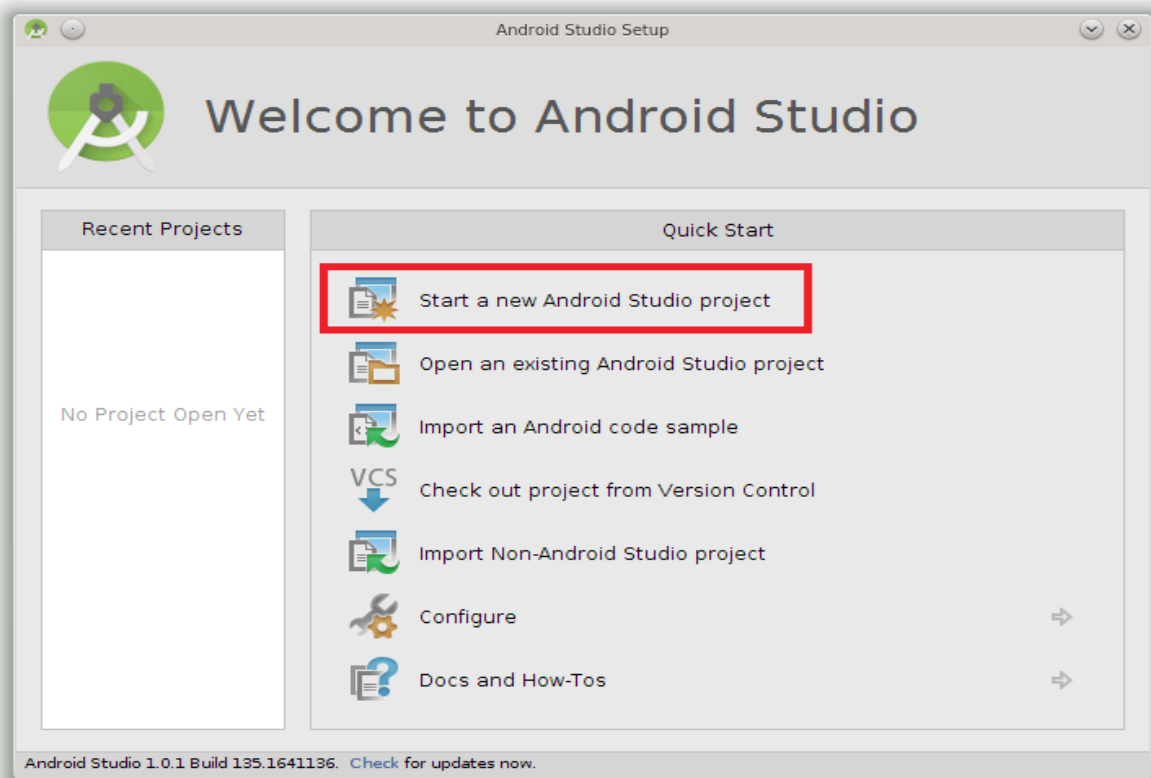 Android Studio Setup
Welcome to Android Studio
Recent Projects
No Project Open Yet
Quick Start
Start a new Android Studio project
Open an existing Android Studio project
Import an Android code sample
VCS
Check out project from Version Control
Import Non-Android Studio project
Configure
Docs and How-Tos
Android Studio 1.0.1 Build 135.1641136. Check for updates now.